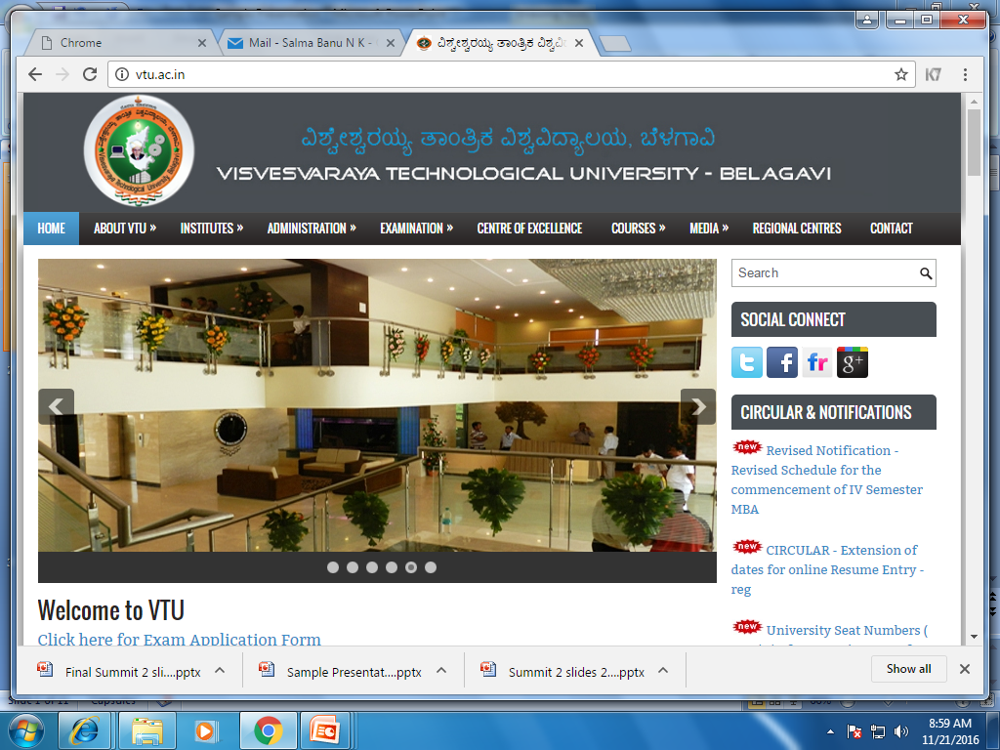 Chrome
Mail - Salma Banu N K -
ವಿಶ್ವೇಶ್ವರಯ್ಯ ತಾಂತ್ರಿಕ
vtu.ac.in
K7
ವಿಶ್ವೇಶ್ವರಯ್ಯ ತಾಂತ್ರಿಕ ವಿಶ್ವವಿದ್ಯಾಲಯ, ಬೆಳಗಾವಿ
VISVESVARAYA TECHNOLOGICAL UNIVERSITY - BELAGAVI
HOME ABOUT VTU » INSTITUTES » ADMINISTRATION » EXAMINATION » CENTRE OF EXCELLENCE COURSES » MEDIA » REGIONAL CENTRES CONTACT
Search
SOCIAL CONNECT
t f fr g+
CIRCULAR & NOTIFICATIONS
new Revised Notification -
Revised Schedule for the
commencement of IV Semester
MBA
new CIRCULAR - Extension of
dates for online Resume Entry -
reg
new University Seat Numbers (
Welcome to VTU
Click here for Exam Application Form
Final Summit 2 sli....pptx
Sample Presentat....pptx
Summit 2 slides 2....pptx
Show all
8:59 AM
11/21/2016